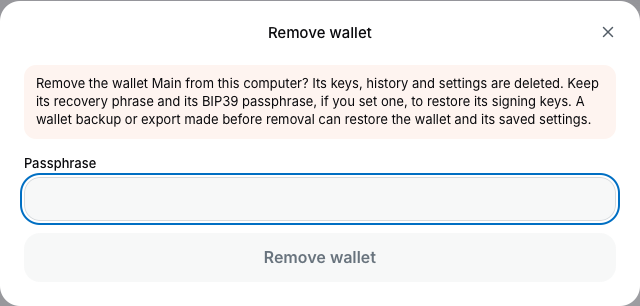 Remove wallet
Remove the wallet Main from this computer? Its keys, history and settings are deleted. Keep
its recovery phrase and its BIP39 passphrase, if you set one, to restore its signing keys. A
wallet backup or export made before removal can restore the wallet and its saved settings.
Passphrase
Remove wallet